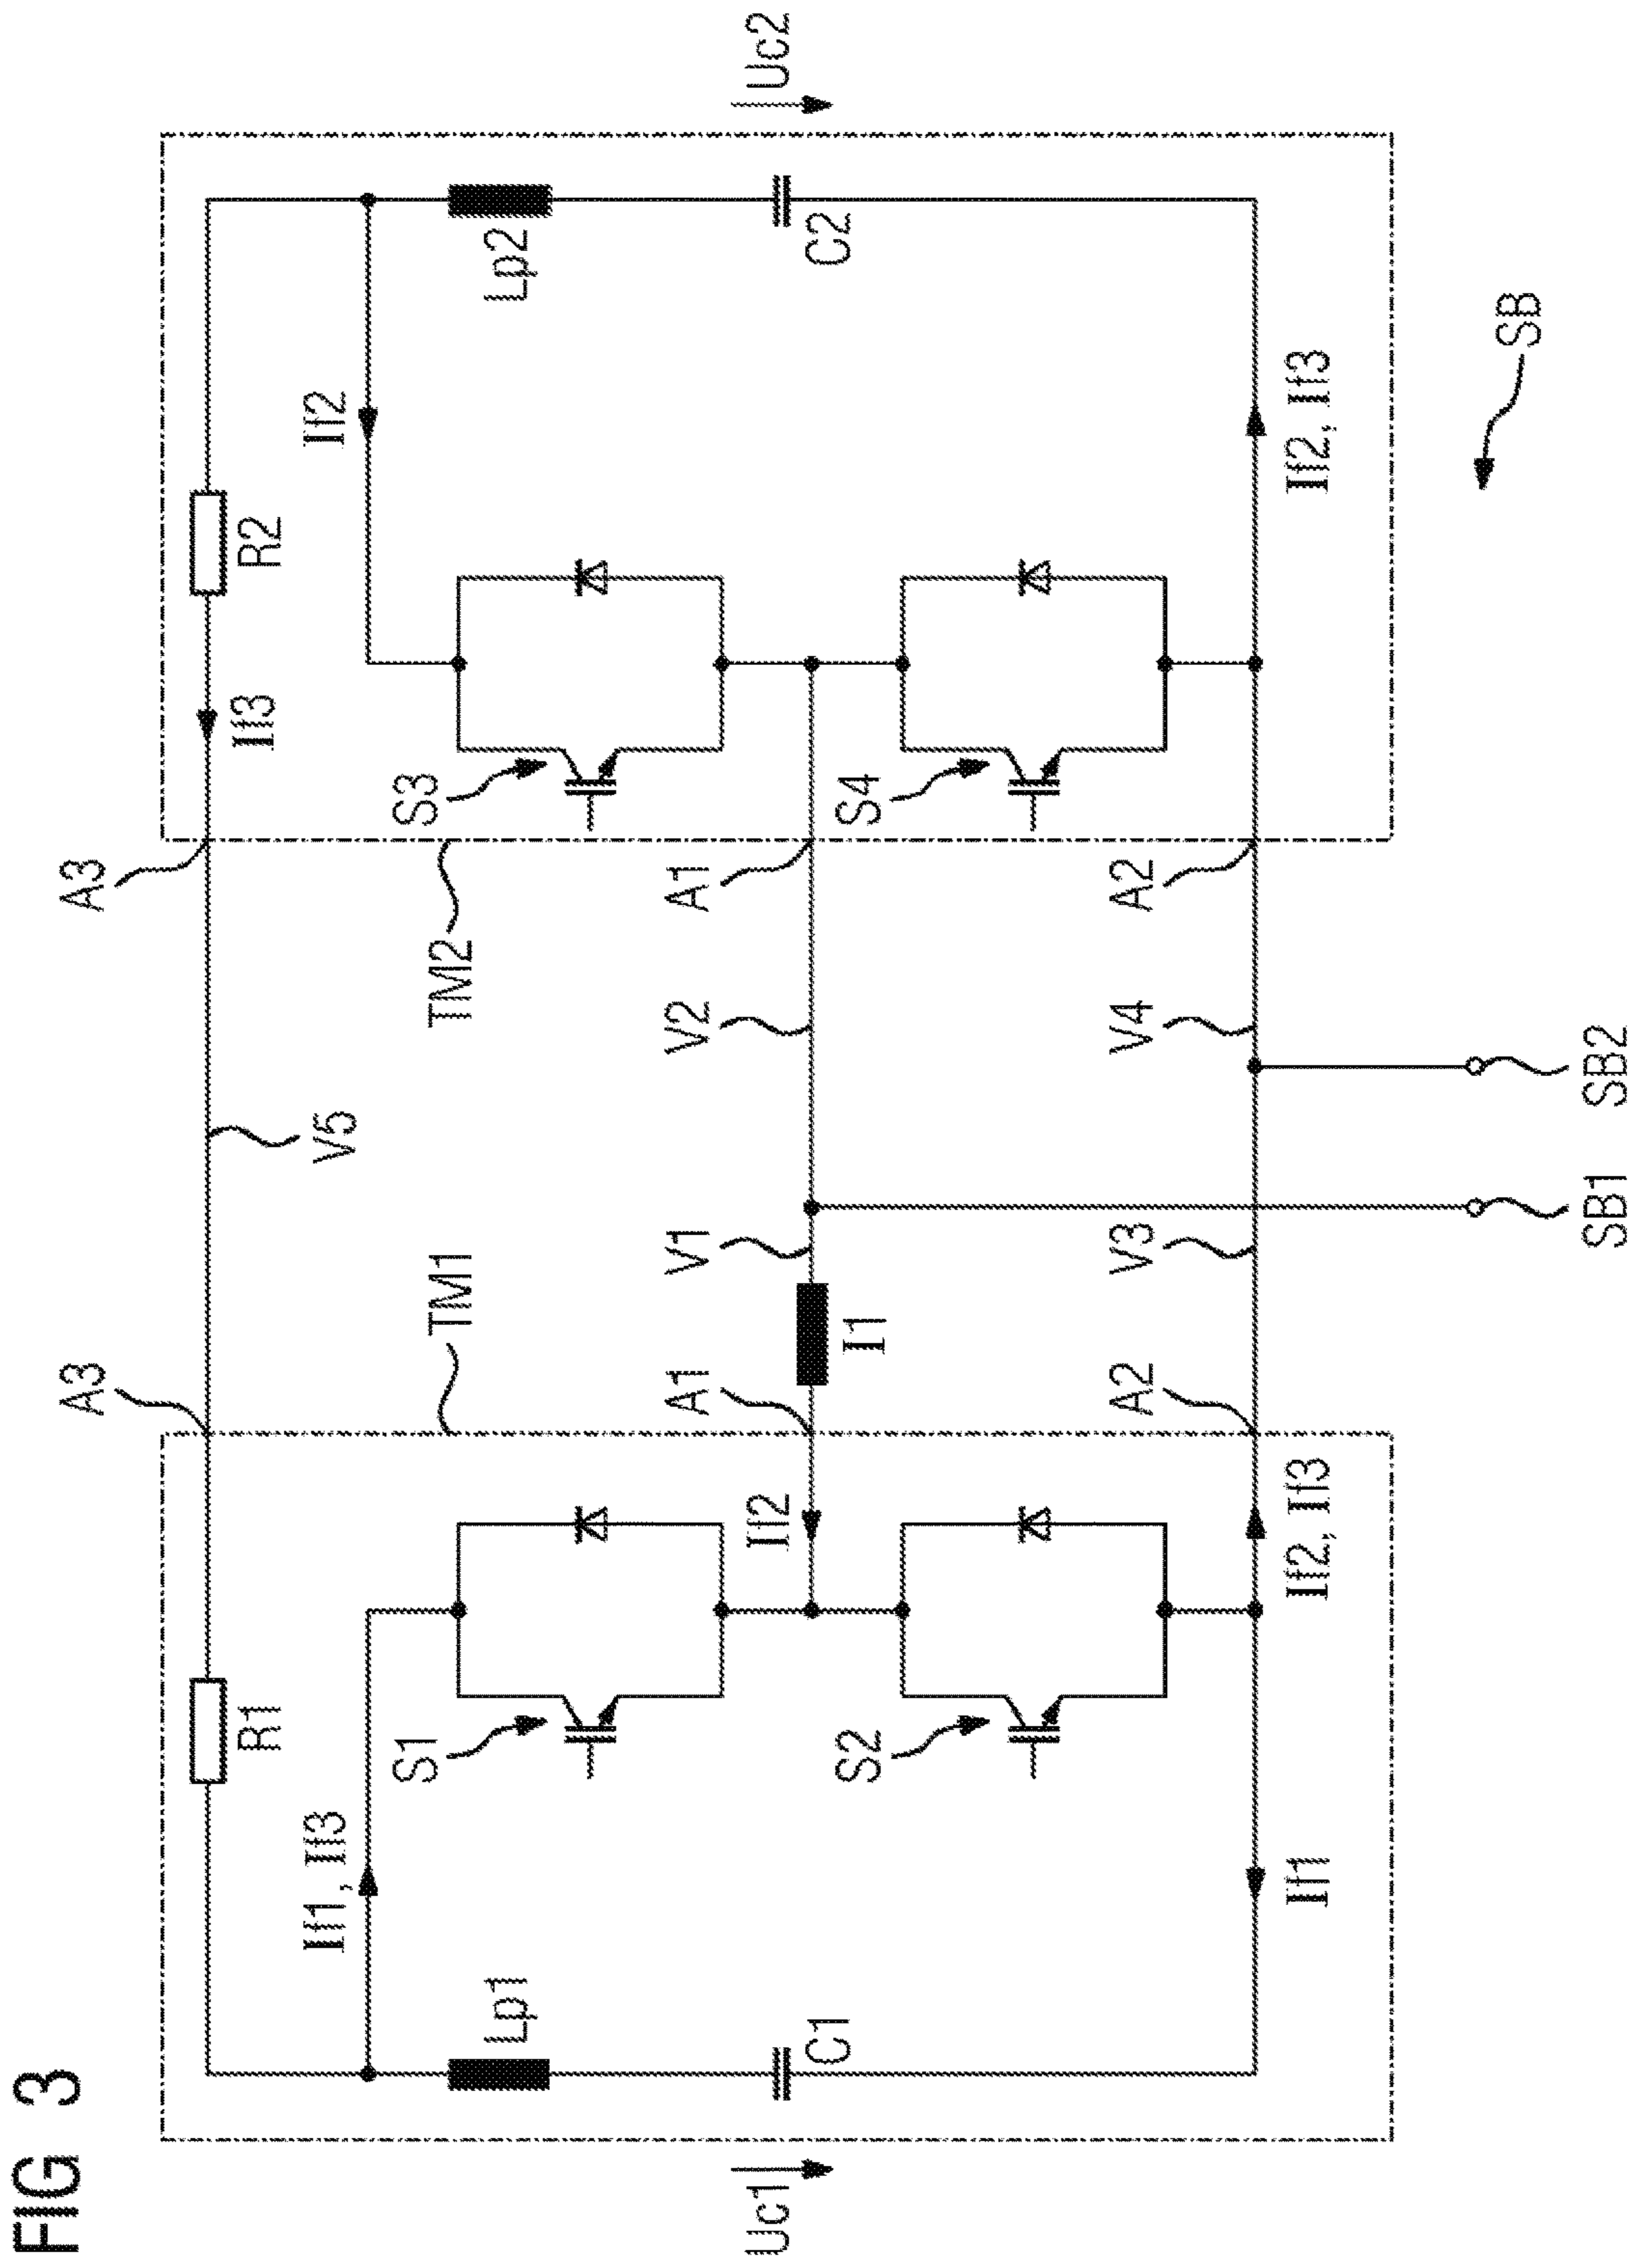 FIG 3
A3
A3
R1
If3
R2
If1, If3
V5
If2
S1
S3
TM1
TM2
Lp1
Lp2
A1
V1
V2
A1
Uc1
If2
Uc2
C1
C2
S2
I1
S4
A2
V3
V4
A2
If1
If2, If3
If2, If3
SB
SB1
SB2